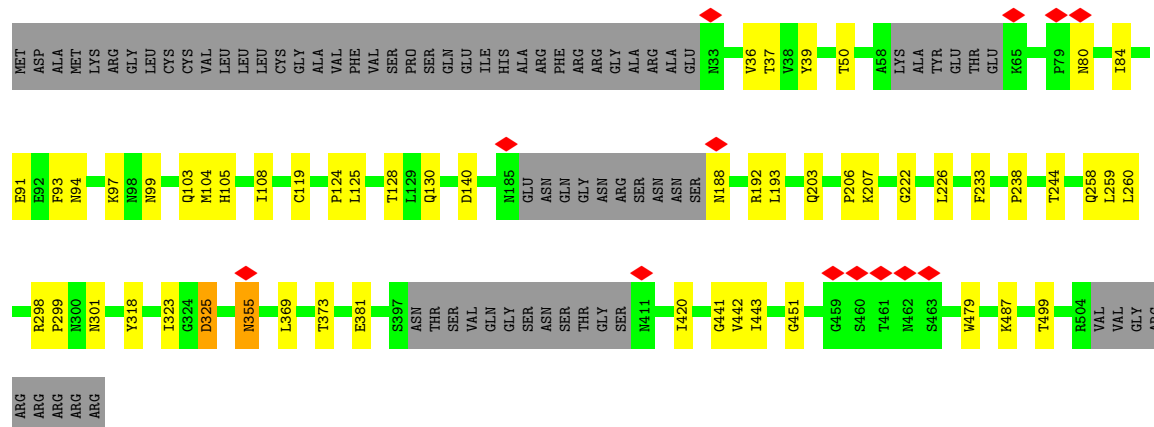 MET ASP ALA MET LYS ARG GLY LEU CYS CYS VAL LEU LEU LEU CYS GLY ALA VAL PHE VAL SER PRO SER GLN GLU ILE HIS ALA ARG PHE ARG ARG GLY ALA ARG ALA GLU N33 V36 T37 V38 Y39 T50 A58 LYS ALA TYR GLU THR GLU K65 P79 N80 I84
E91 E92 F93 N94 K97 N98 N99 Q103 M104 H105 I108 C119 P124 L125 T128 L129 Q130 D140 N185 GLU ASN GLN GLY ASN ARG SER ASN ASN SER N188 R192 L193 Q203 P206 K207 G222 L226 F233 P238 T244 Q258 L259 L260
R298 P299 N300 N301 Y318 I323 G324 D325 N355 L369 T373 E381 S397 ASN THR SER VAL GLN GLY SER ASN SER THR GLY SER N411 I420 G441 V442 I443 G451 G459 S460 T461 N462 S463 W479 K487 T499 R504 VAL VAL GLY ARG
ARG ARG ARG ARG ARG